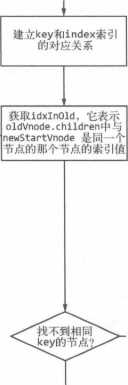 建立key和index索引
的对应关系
获取idxInOld，它表示
oldVnode.children中与
newStartVnode 是同一个
节点的那个节点的索引值
找不到相同
key的节点？